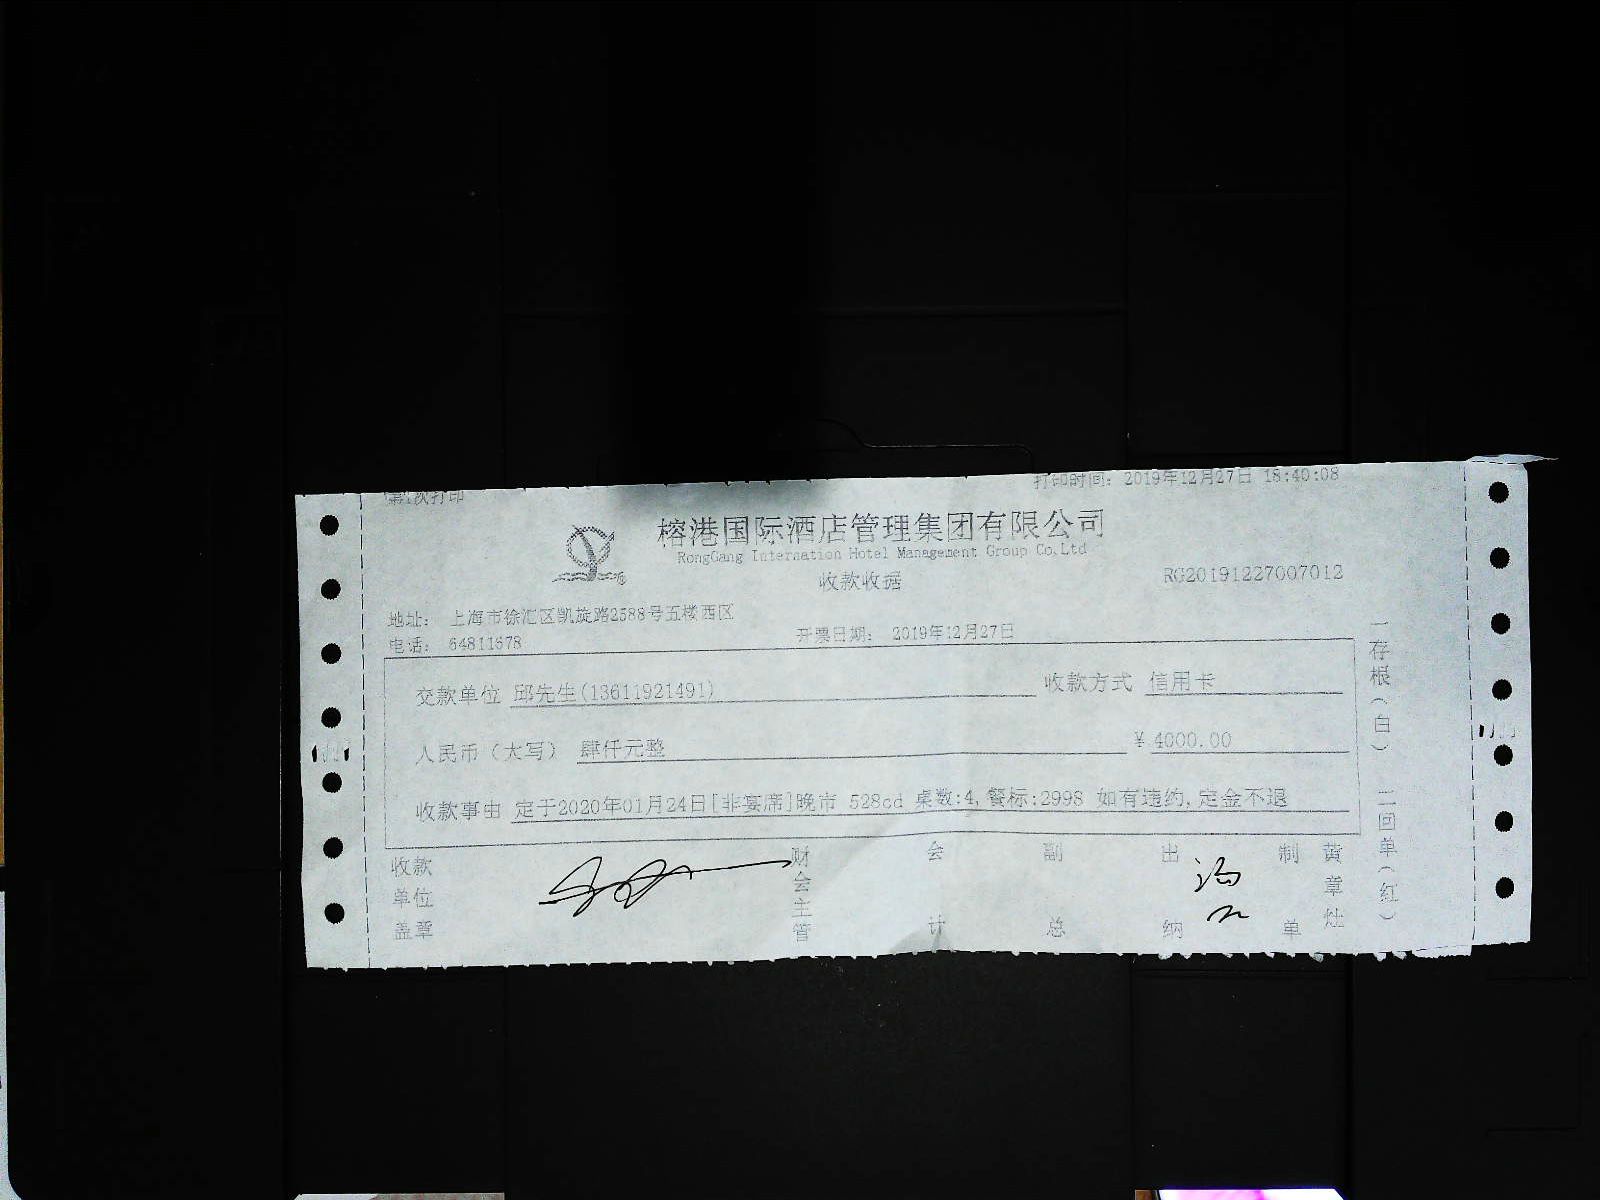 打印时间: 2019年12月27日 18:40:08
榕港国际酒店管理集团有限公司
RongGang Internation Hotel Management Group Co.Ltd
收款收据
RG20191227007012
地址: 上海市徐汇区凯旋路2588号五楼西区
电话: 64811678
开票日期: 2019年12月27日
交款单位 邱先生(13611921491) 收款方式 信用卡
人民币(大写) 肆仟元整 ¥ 4000.00
收款事由 定于2020年01月24日[非宴席]晚市 528cd 桌数:4,餐标:2998 如有违约,定金不退
收款单位盖章 财会主管 会计 副总 出纳 制单 黄章灶
一存根(白) 二回单(红)